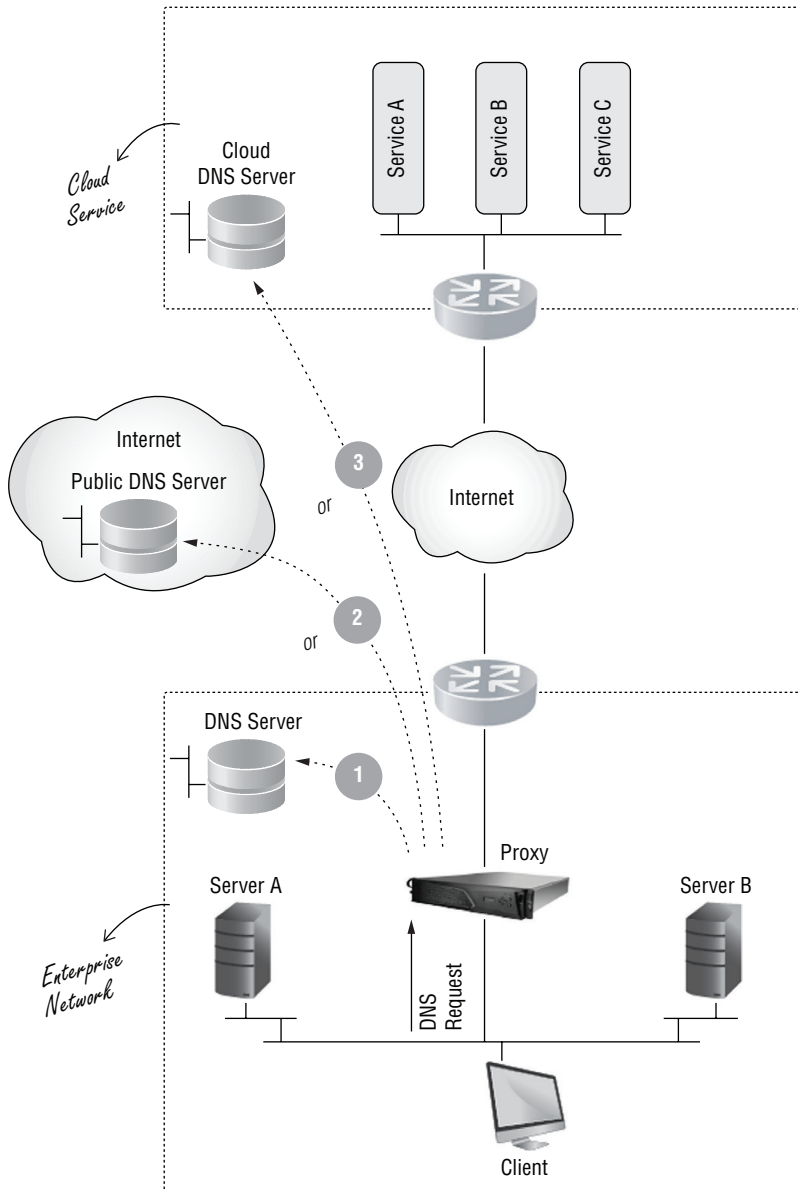 Service A
Service B
Service C
Cloud
DNS Server
Cloud
Service
Internet
Public DNS Server
3
or
Internet
2
or
DNS Server
1
Proxy
Server A
Server B
Enterprise
Network
DNS
Request
Client